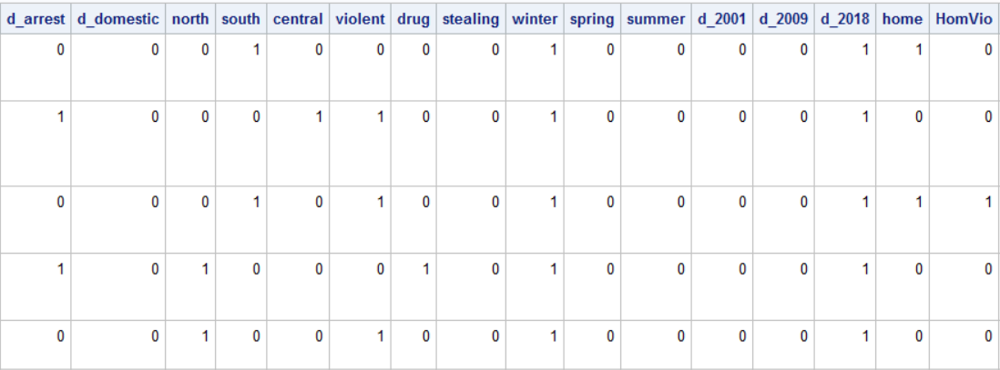 d_arrest d_domestic north south central violent drug stealing winter spring summer d_2001 d_2009 d_2018 home HomVio
0 0 0 1 0 0 0 0 1 0 0 0 0 1 1 0
1 0 0 0 1 1 0 0 1 0 0 0 0 1 0 0
0 0 0 1 0 1 0 0 1 0 0 0 0 1 1 1
1 0 1 0 0 0 1 0 1 0 0 0 0 1 0 0
0 0 1 0 0 1 0 0 1 0 0 0 0 1 0 0